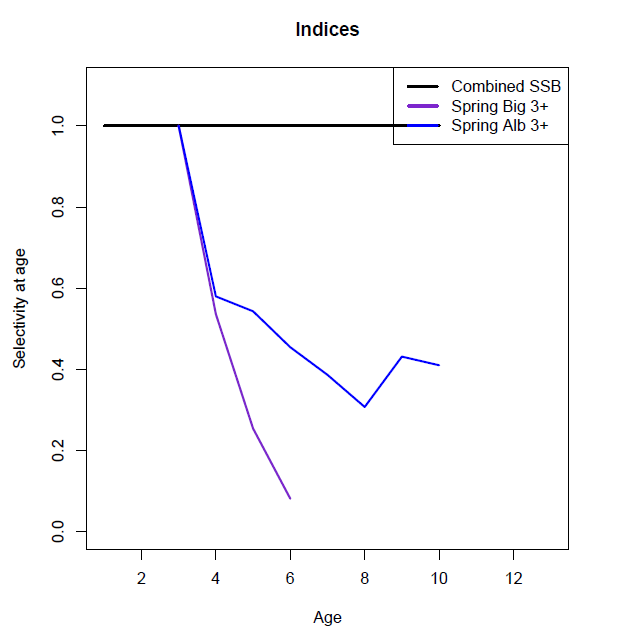 Indices
Combined SSB
Spring Big 3+
Spring Alb 3+
Selectivity at age
1.0
0.8
0.6
0.4
0.2
0.0
2 4 6 8 10 12
Age